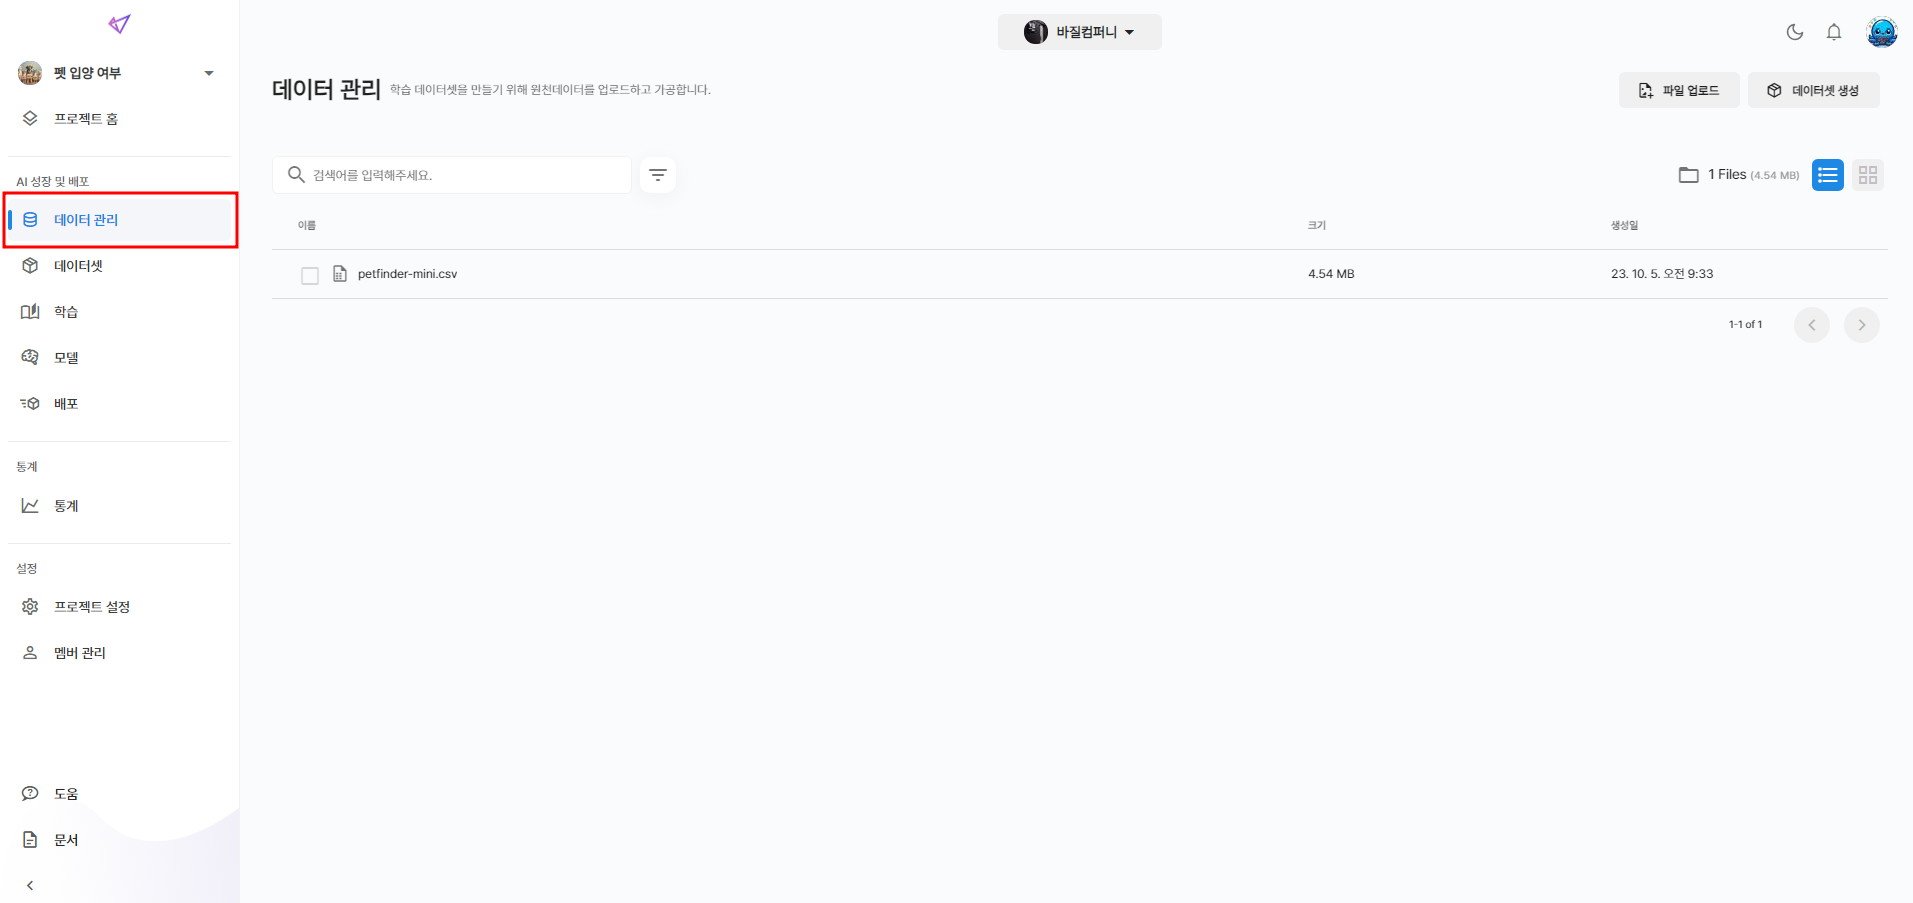 바질컴퍼니
펫 입양 여부
프로젝트 홈
AI 성장 및 배포
데이터 관리
데이터셋
학습
모델
배포
통계
통계
설정
프로젝트 설정
멤버 관리
도움
문서
데이터 관리 학습 데이터셋을 만들기 위해 원천데이터를 업로드하고 가공합니다.
파일 업로드
데이터셋 생성
검색어를 입력해주세요.
1 Files (4.54 MB)
이름 크기 생성일
petfinder-mini.csv 4.54 MB 23. 10. 5. 오전 9:33
1-1 of 1